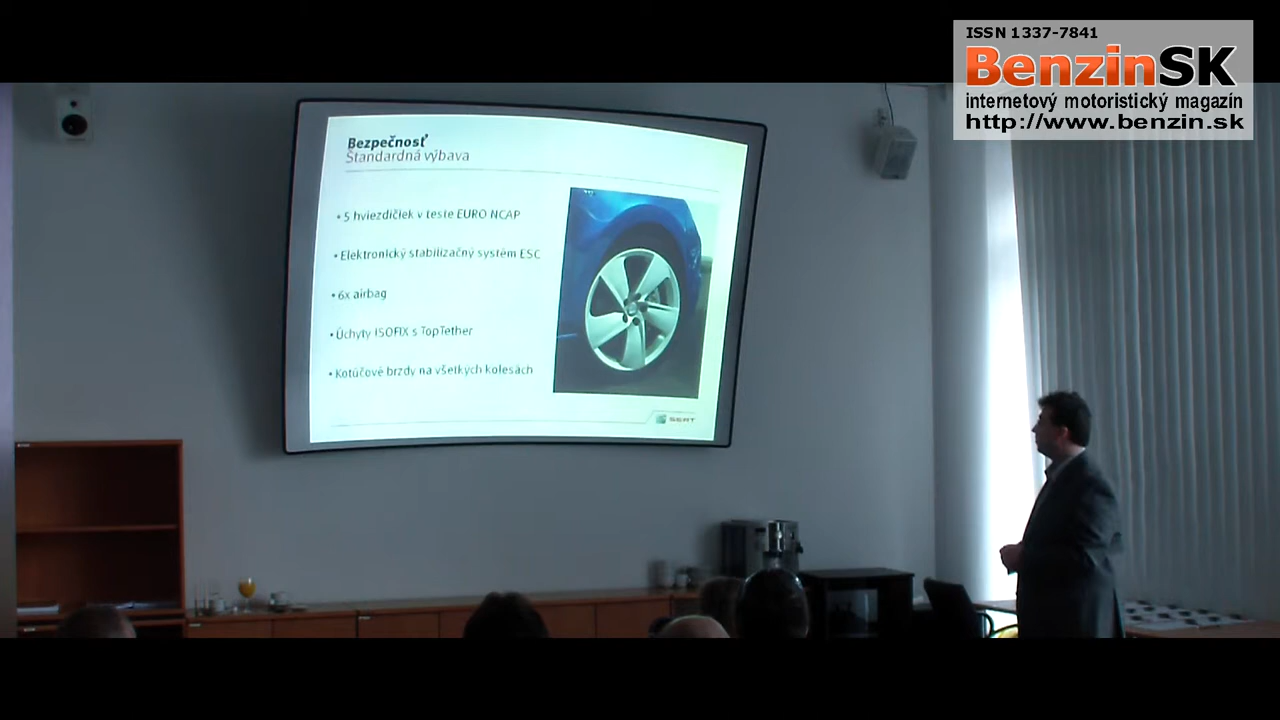 ISSN 1337-7841
BenzinSK
internetový motoristický magazín
http://www.benzin.sk
Bezpečnosť
Štandardná výbava
• 5 hviezdičiek v teste EURO NCAP
• Elektronický stabilizačný systém ESC
• 6x airbag
• Úchyty ISOFIX s TopTether
• Kotúčové brzdy na všetkých kolesách
SEAT